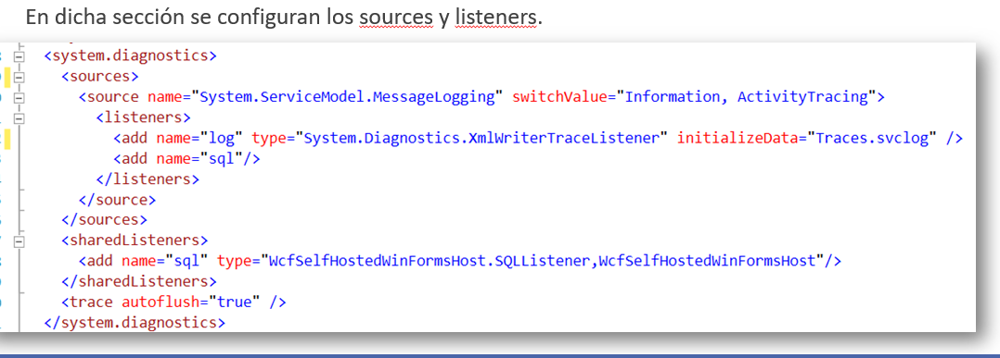 En dicha sección se configuran los sources y listeners.
<system.diagnostics>
<sources>
<source name="System.ServiceModel.MessageLogging" switchValue="Information, ActivityTracing">
<listeners>
<add name="log" type="System.Diagnostics.XmlWriterTraceListener" initializeData="Traces.svclog" />
<add name="sql"/>
</listeners>
</source>
</sources>
<sharedListeners>
<add name="sql" type="WcfSelfHostedWinFormsHost.SQLListener,WcfSelfHostedWinFormsHost"/>
</sharedListeners>
<trace autoflush="true" />
</system.diagnostics>